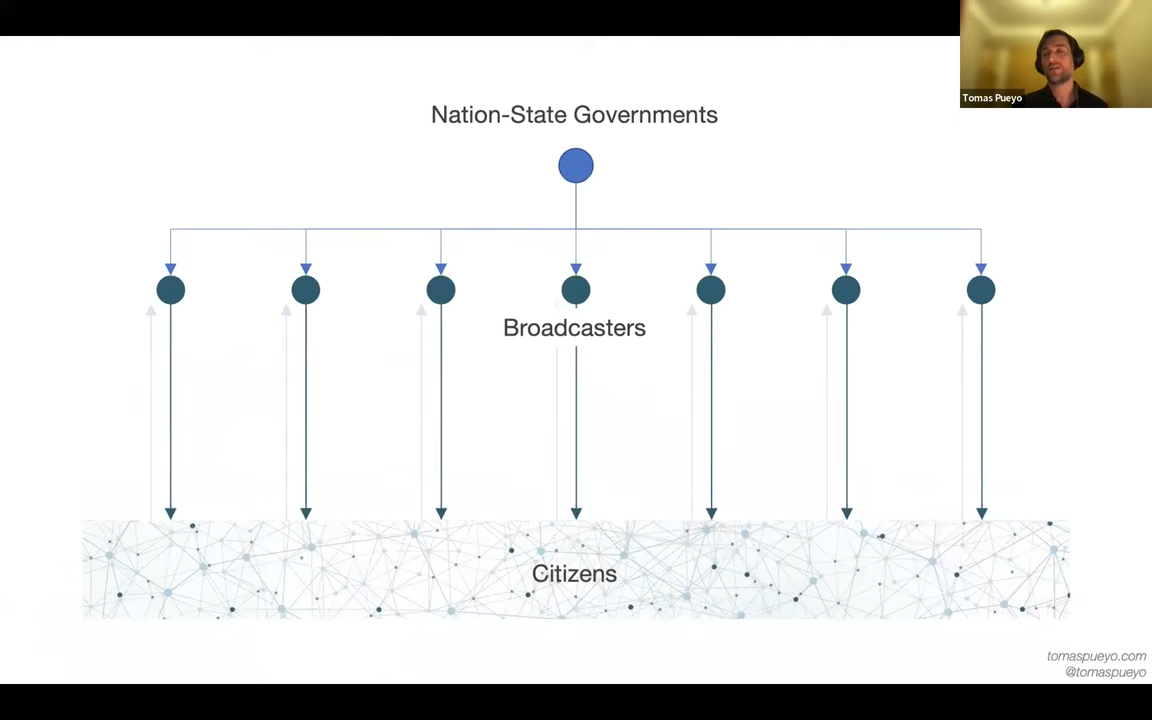 Tomas Pueyo
Nation-State Governments
Broadcasters
Citizens
tomaspueyo.com
@tomaspueyo